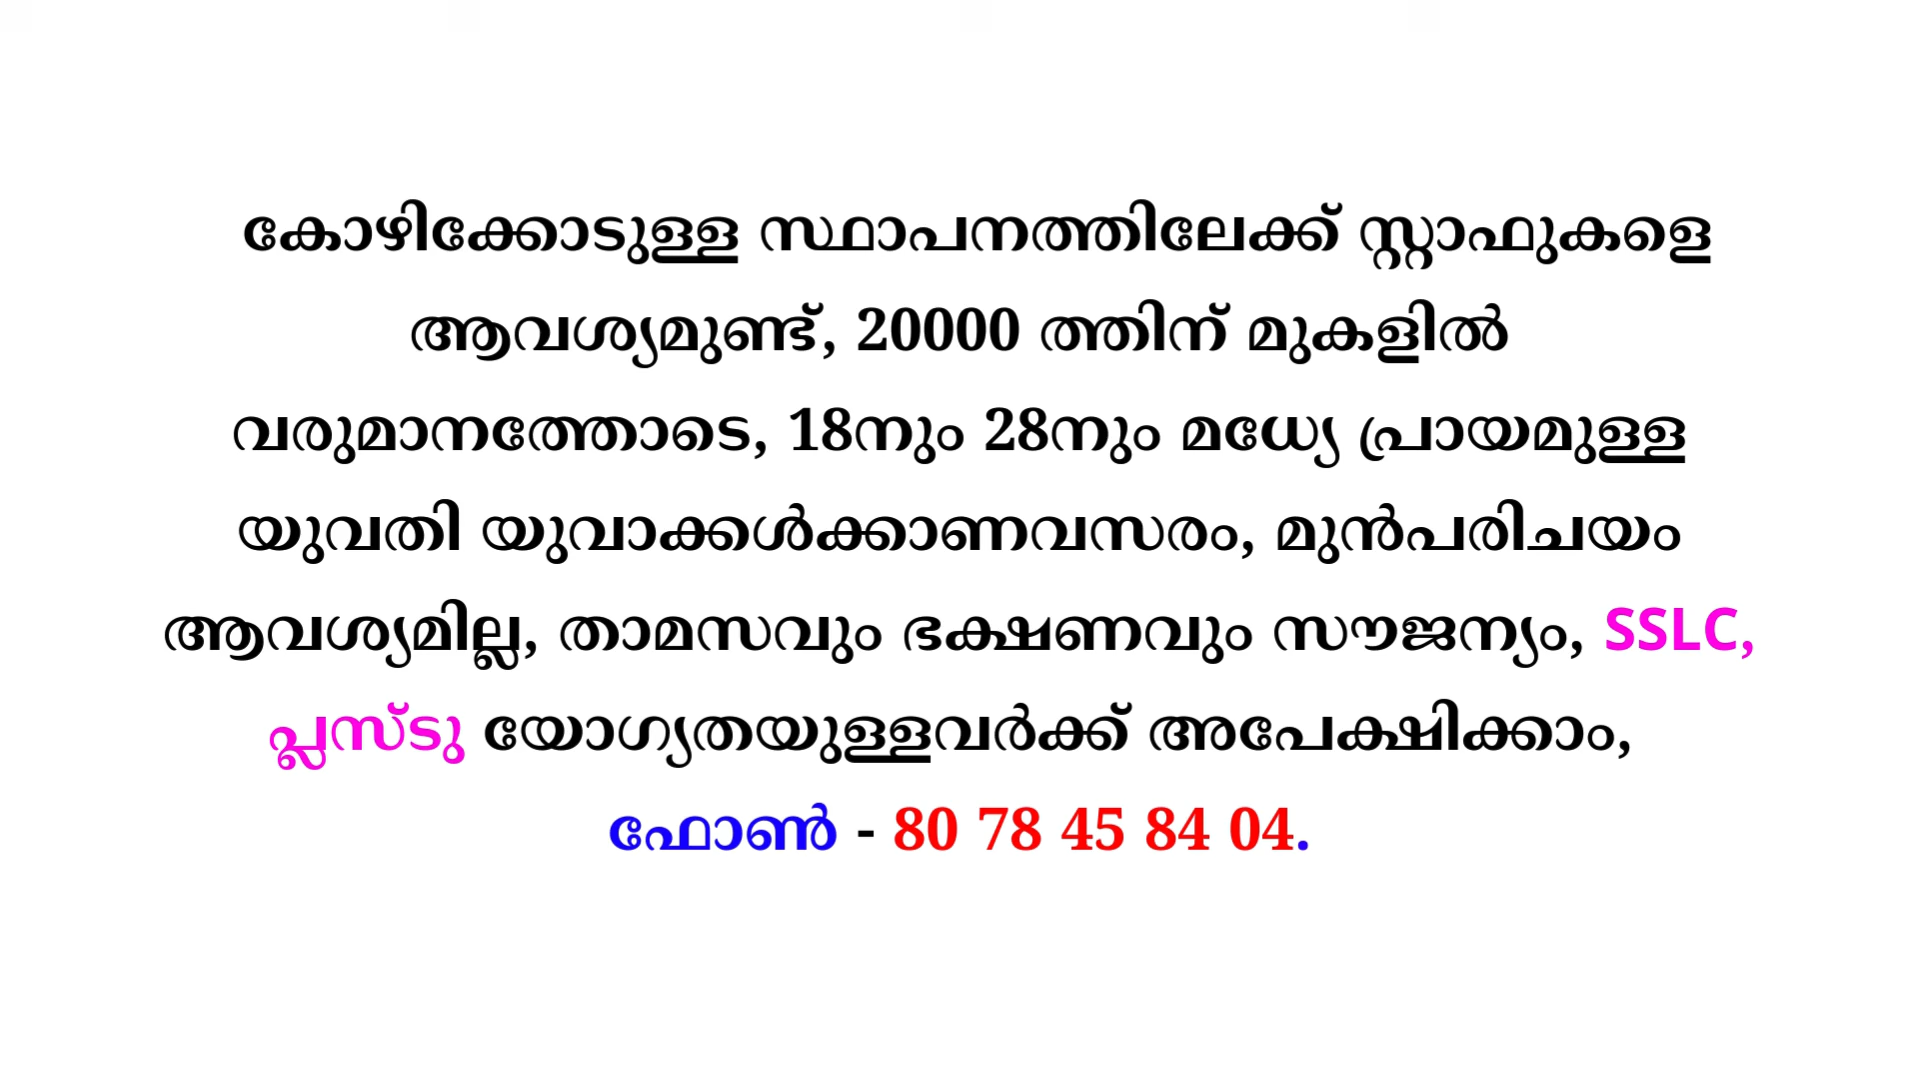 കോഴിക്കോടുള്ള സ്ഥാപനത്തിലേക്ക് സ്റ്റാഫുകളെ
ആവശ്യമുണ്ട്, 20000 ത്തിന് മുകളിൽ
വരുമാനത്തോടെ, 18നും 28നും മധ്യേ പ്രായമുള്ള
യുവതി യുവാക്കൾക്കാണവസരം, മുൻപരിചയം
ആവശ്യമില്ല, താമസവും ഭക്ഷണവും സൗജന്യം, SSLC,
പ്ലസ്ടു യോഗ്യതയുള്ളവർക്ക് അപേക്ഷിക്കാം,
ഫോൺ - 80 78 45 84 04.